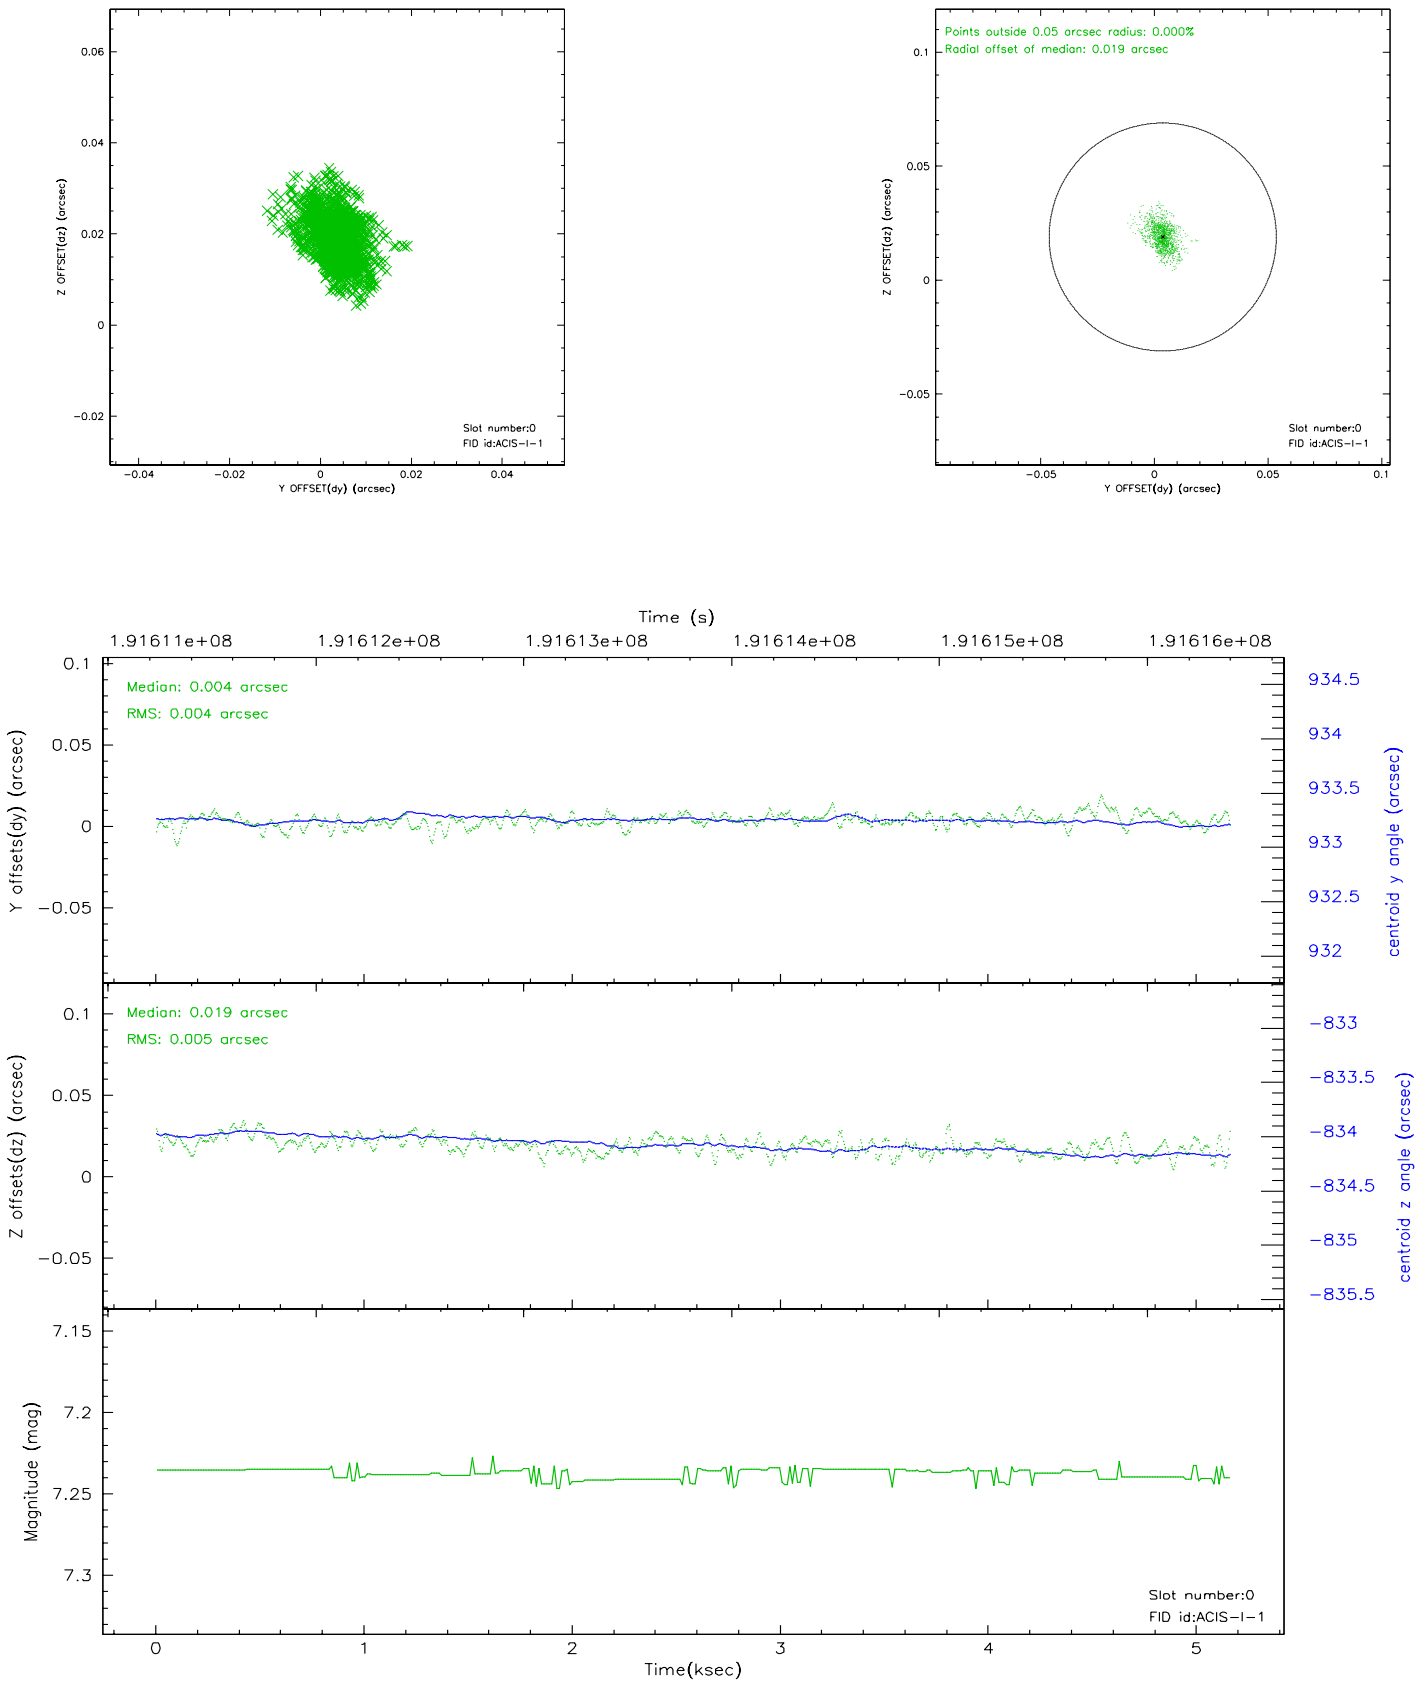 0.06
0.04
0.02
0
−0.02
−0.04
−0.02
0
0.02
0.04
Z OFFSET(dz) (arcsec)
Y OFFSET(dy) (arcsec)
Slot number:0
FID id:ACIS−I−1
Points outside 0.05 arcsec radius: 0.000%
Radial offset of median: 0.019 arcsec
0.1
0.05
0
−0.05
−0.05
0
0.05
0.1
Z OFFSET(dz) (arcsec)
Y OFFSET(dy) (arcsec)
Slot number:0
FID id:ACIS−I−1
Time (s)
1.91611e+08
1.91612e+08
1.91613e+08
1.91614e+08
1.91615e+08
1.91616e+08
Median: 0.004 arcsec
RMS: 0.004 arcsec
0.1
0.05
0
−0.05
Y offsets(dy) (arcsec)
934.5
934
933.5
933
932.5
932
centroid y angle (arcsec)
Median: 0.019 arcsec
RMS: 0.005 arcsec
0.1
0.05
0
−0.05
Z offsets(dz) (arcsec)
−833
−833.5
−834
−834.5
−835
−835.5
centroid z angle (arcsec)
7.15
7.2
7.25
7.3
Magnitude (mag)
Slot number:0
FID id:ACIS−I−1
0
1
2
3
4
5
Time(ksec)